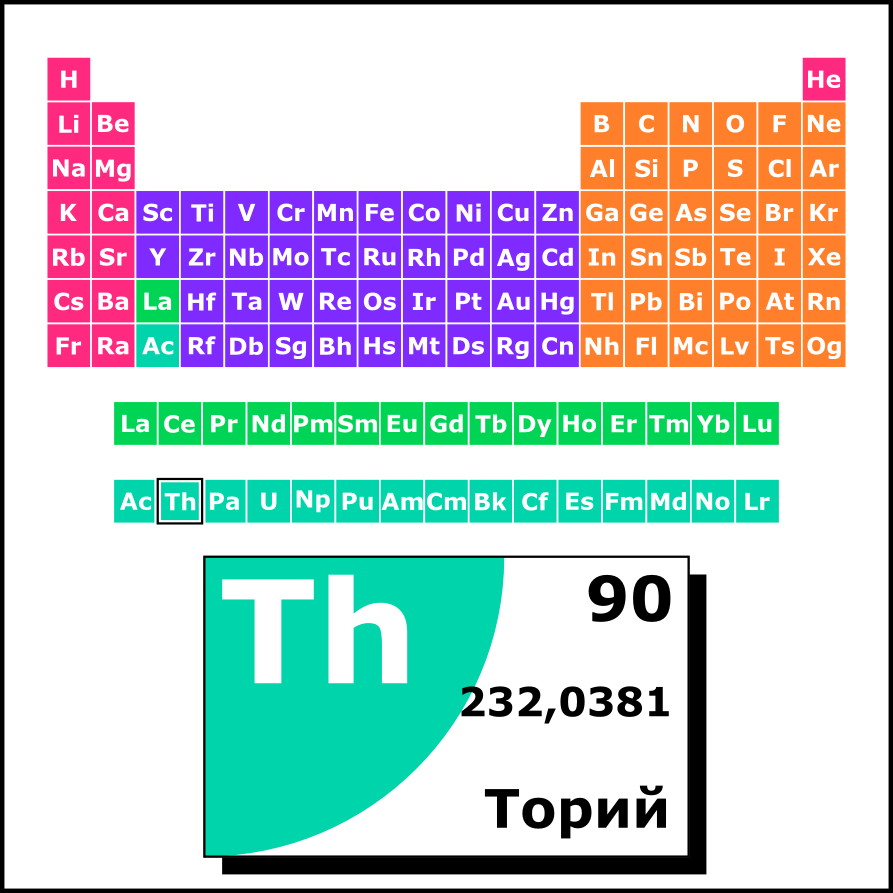 H He
Li Be B C N O F Ne
Na Mg Al Si P S Cl Ar
K Ca Sc Ti V Cr Mn Fe Co Ni Cu Zn Ga Ge As Se Br Kr
Rb Sr Y Zr Nb Mo Tc Ru Rh Pd Ag Cd In Sn Sb Te I Xe
Cs Ba La Hf Ta W Re Os Ir Pt Au Hg Tl Pb Bi Po At Rn
Fr Ra Ac Rf Db Sg Bh Hs Mt Ds Rg Cn Nh Fl Mc Lv Ts Og
La Ce Pr Nd Pm Sm Eu Gd Tb Dy Ho Er Tm Yb Lu
Ac Th Pa U Np Pu Am Cm Bk Cf Es Fm Md No Lr
Th 90
232,0381
Торий